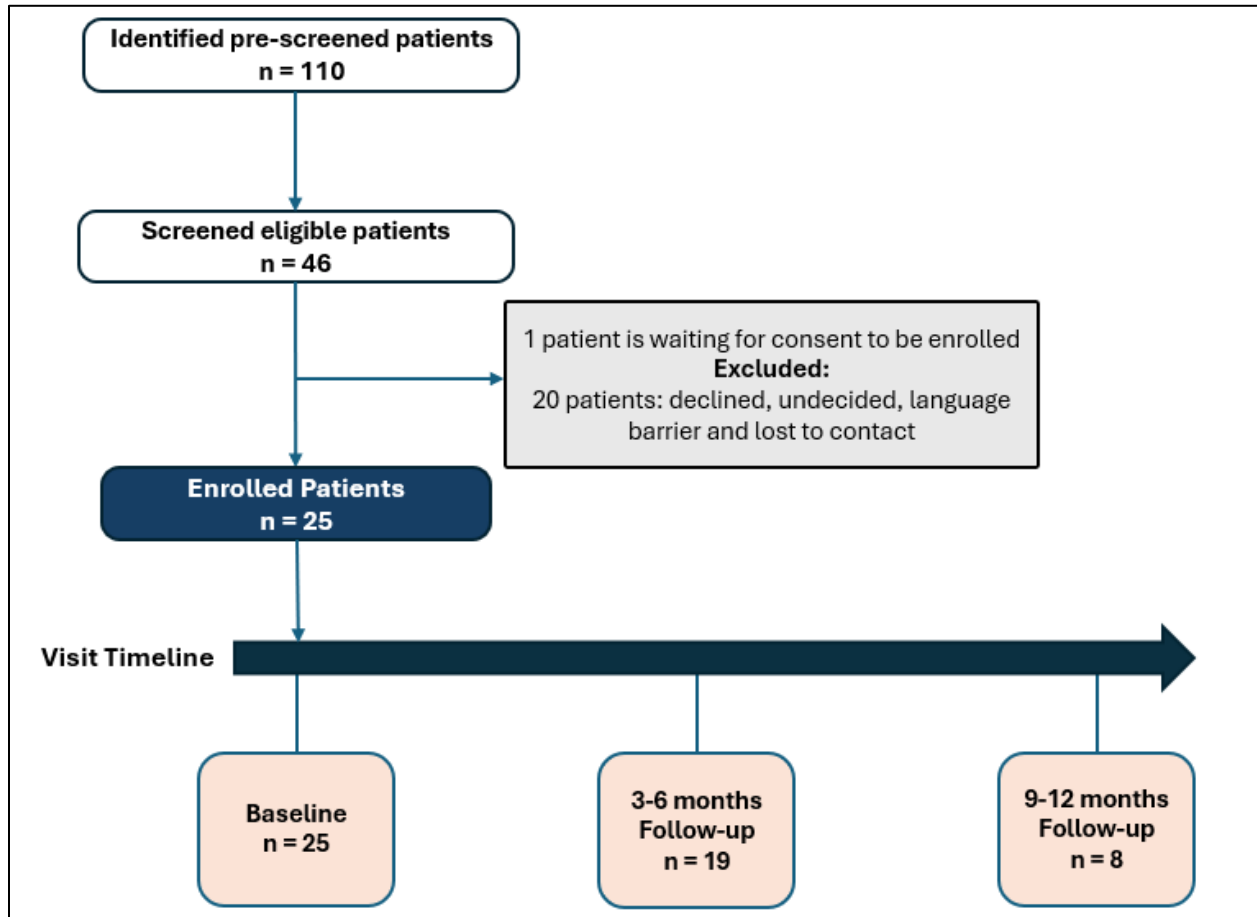 Identified pre-screened patients
n = 110
Screened eligible patients
n = 46
1 patient is waiting for consent to be enrolled
Excluded:
20 patients: declined, undecided, language
barrier and lost to contact
Enrolled Patients
n = 25
Visit Timeline
Baseline
n = 25
3-6 months
Follow-up
n = 19
9-12 months
Follow-up
n = 8